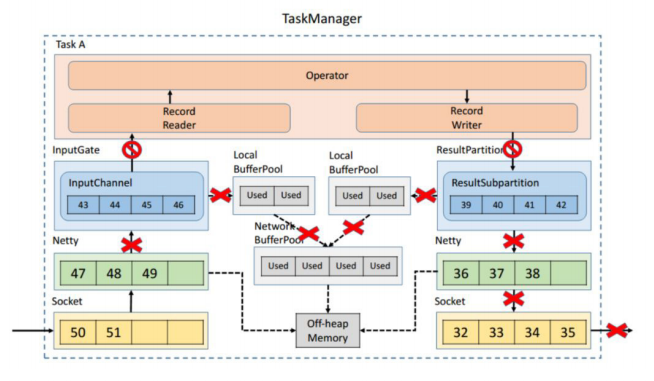 TaskManager
Task A
Operator
Record
Reader
Record
Writer
InputGate
InputChannel
43 44 45 46
Local
BufferPool
Used Used
Local
BufferPool
Used Used
ResultPartition
ResultSubpartition
39 40 41 42
Network
BufferPool
Used Used Used Used
Netty
47 48 49
Netty
36 37 38
Socket
50 51
Off-heap
Memory
Socket
32 33 34 35